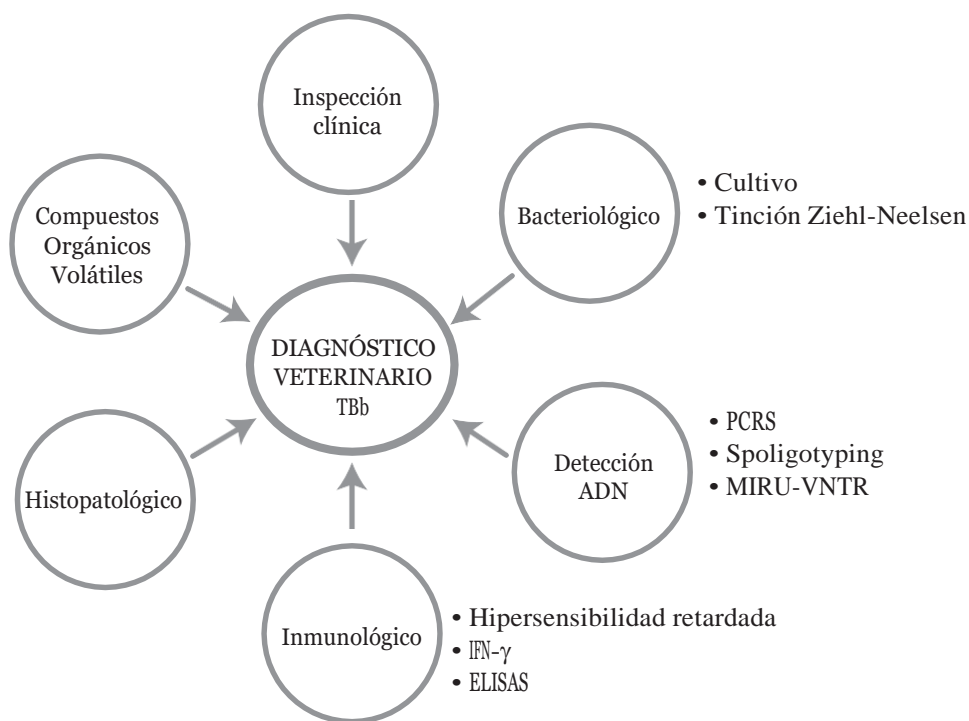 Inspección
clínica
Bacteriológico
• Cultivo
• Tinción Ziehl-Neelsen
Compuestos
Orgánicos
Volátiles
DIAGNÓSTICO
VETERINARIO
TBb
Detección
ADN
• PCRS
• Spoligotyping
• MIRU-VNTR
Histopatológico
Inmunológico
• Hipersensibilidad retardada
• IFN-γ
• ELISAS